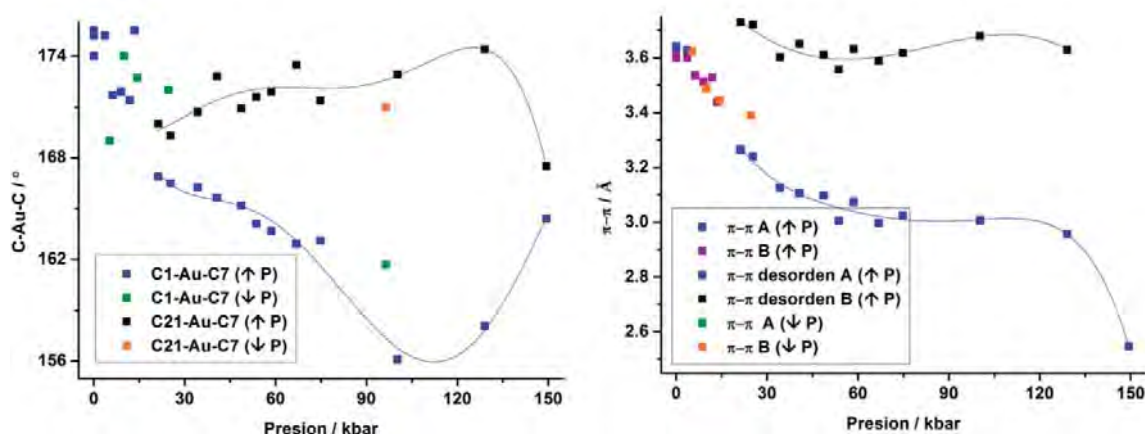 174
168
162
156
C-Au-C / °
C1-Au-C7 (↑ P)
C1-Au-C7 (↓ P)
C21-Au-C7 (↑ P)
C21-Au-C7 (↓ P)
0
30
60
90
120
150
Presion / kbar
3.6
3.4
3.2
3.0
2.8
2.6
π–π / Å
π–π A (↑ P)
π–π B (↑ P)
π–π desorden A (↑ P)
π–π desorden B (↑ P)
π–π A (↓ P)
π–π B (↓ P)
0
30
60
90
120
150
Presion / kbar